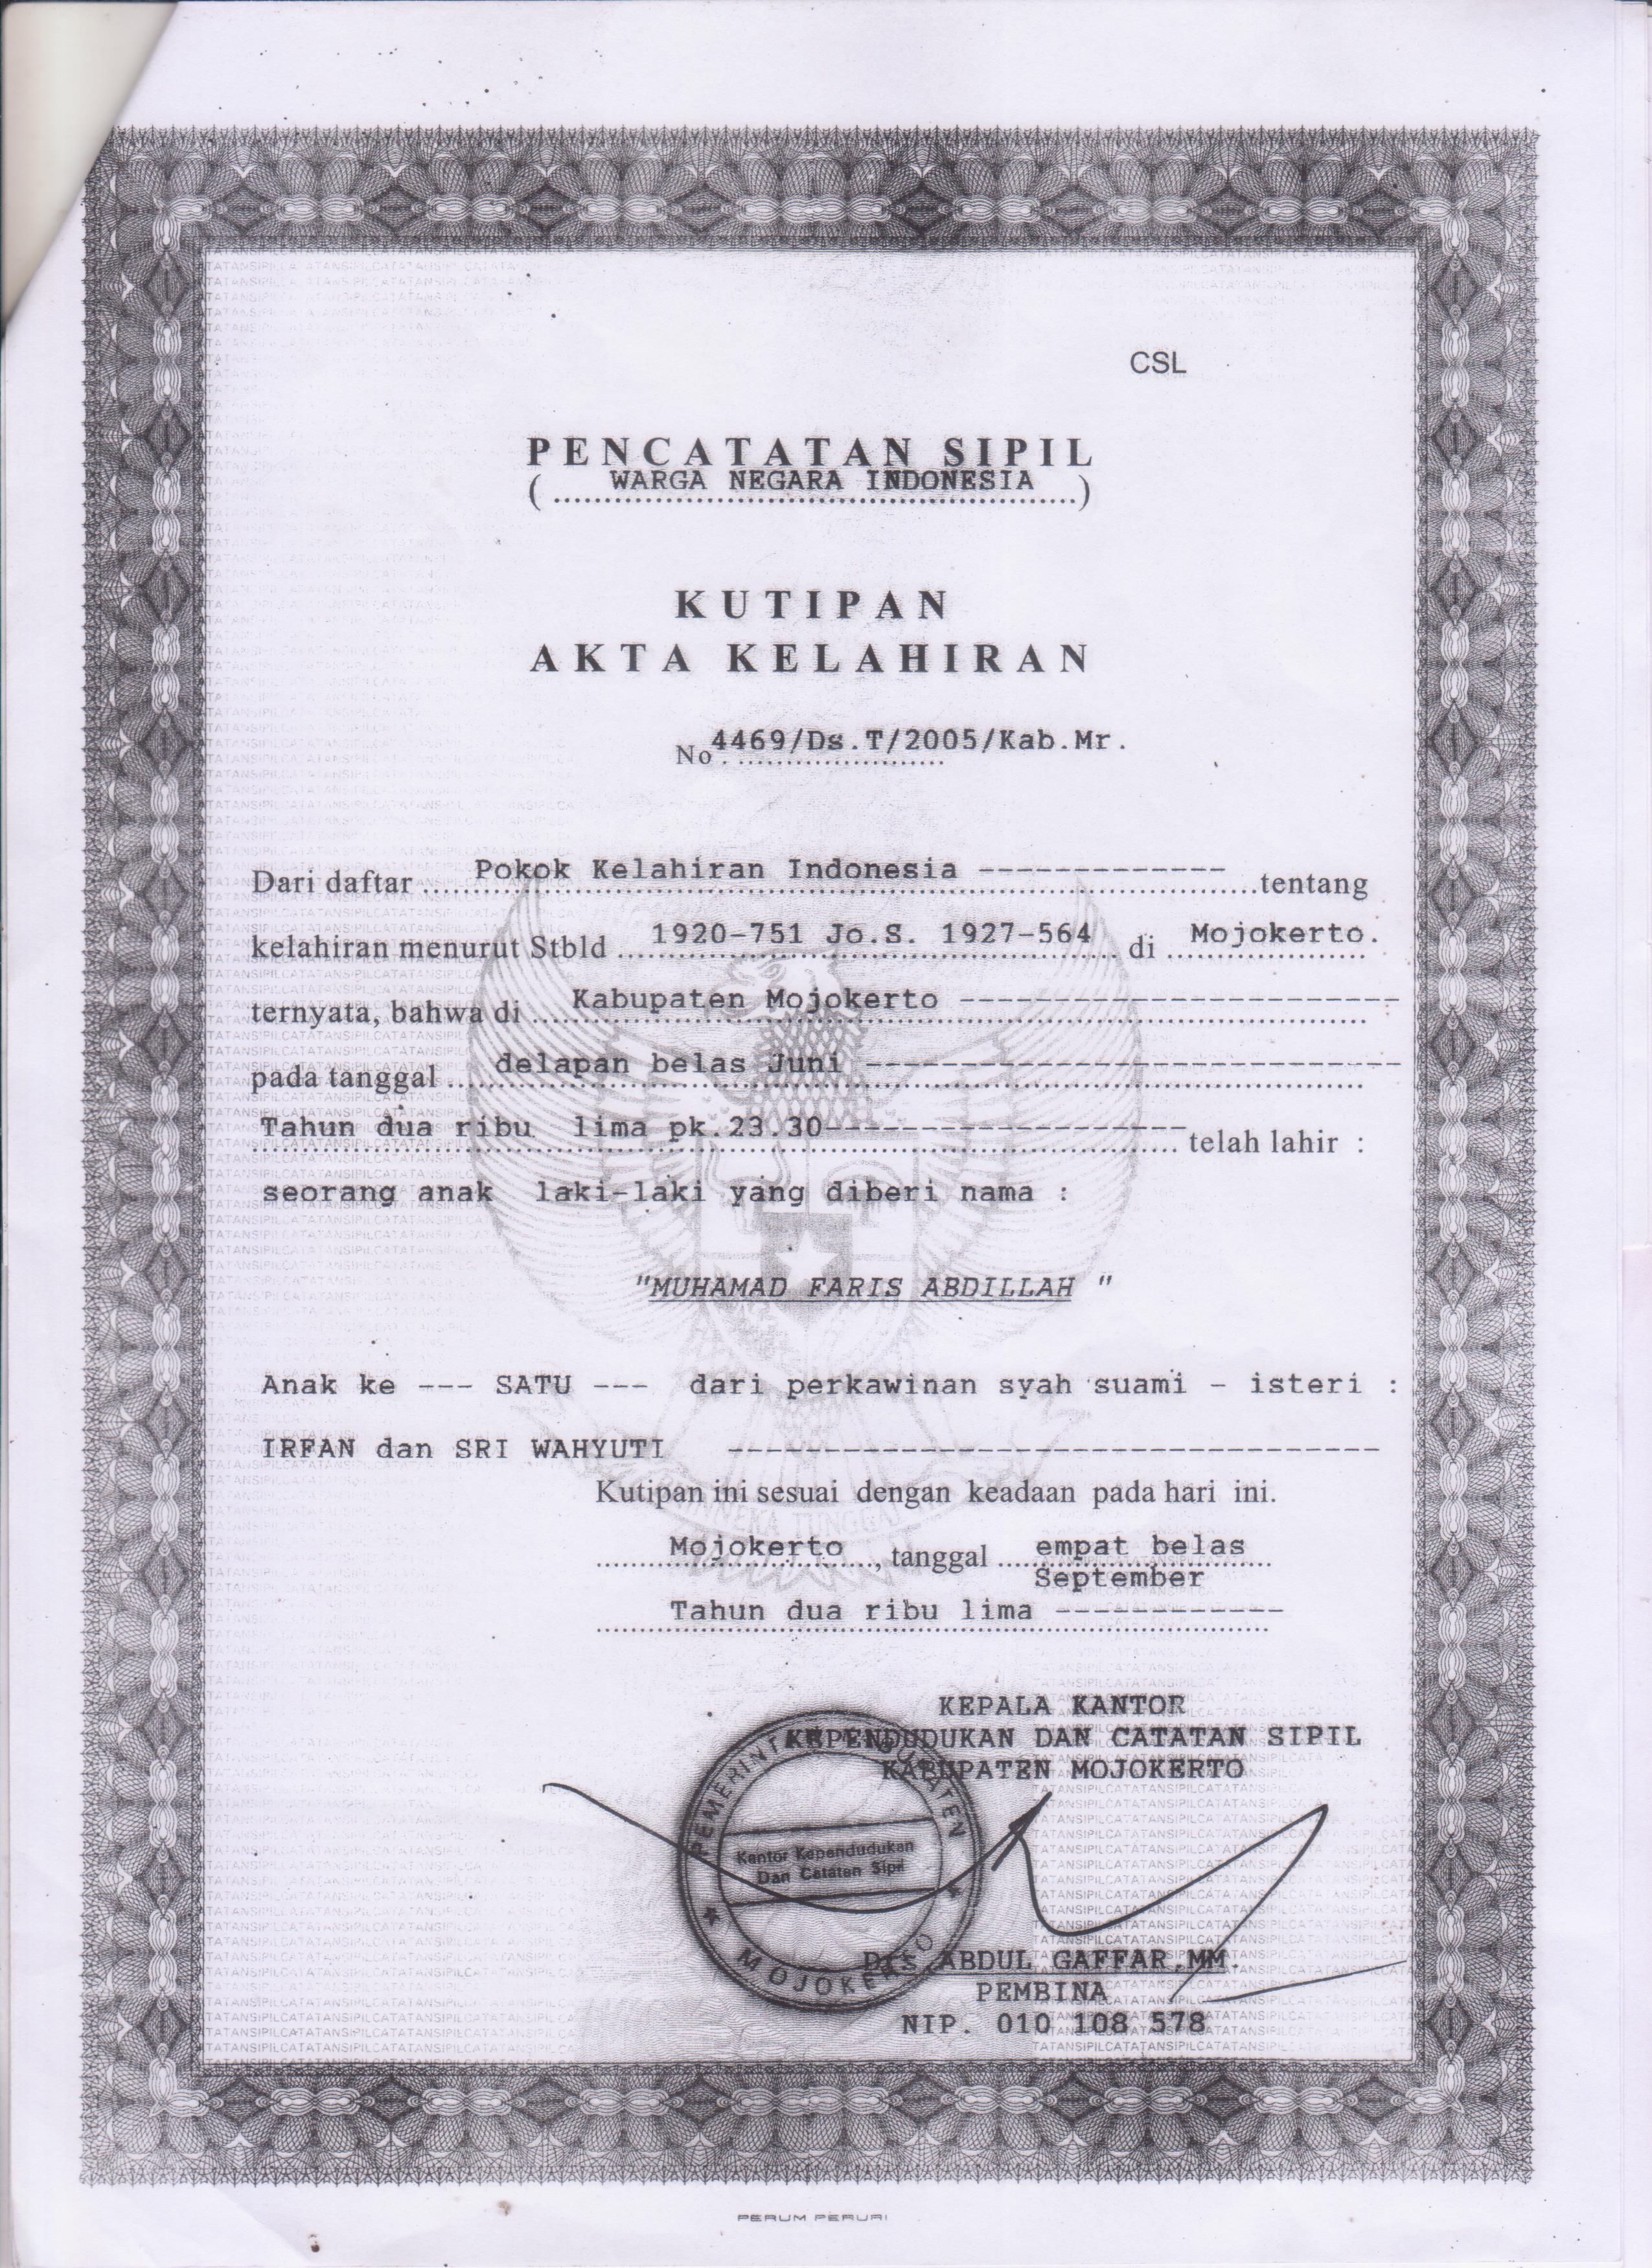 CSL
PENCATATAN SIPIL
( WARGA NEGARA INDONESIA )
KUTIPAN
AKTA KELAHIRAN
No. 4469/Ds.T/2005/Kab.Mr.
Dari daftar Pokok Kelahiran Indonesia ------------- tentang
kelahiran menurut Stbld 1920-751 Jo.S. 1927-564 di Mojokerto.
ternyata, bahwa di Kabupaten Mojokerto -----------------------
pada tanggal delapan belas Juni ----------------------------
Tahun dua ribu lima pk.23.30------------------- telah lahir :
seorang anak laki-laki yang diberi nama :
"MUHAMAD FARIS ABDILLAH "
Anak ke --- SATU --- dari perkawinan syah suami - isteri :
IRFAN dan SRI WAHYUTI ----------------------------------
Kutipan ini sesuai dengan keadaan pada hari ini.
Mojokerto, tanggal empat belas
September
Tahun dua ribu lima ------------
KEPALA KANTOR
KEPENDUDUKAN DAN CATATAN SIPIL
KABUPATEN MOJOKERTO
PEMERINTAH KABUPATEN
Kantor Kependudukan
Dan Catatan Sipil
MOJOKERTO
Drs. ABDUL GAFFAR,MM.
PEMBINA
NIP. 010 108 578
PERUM PERURI